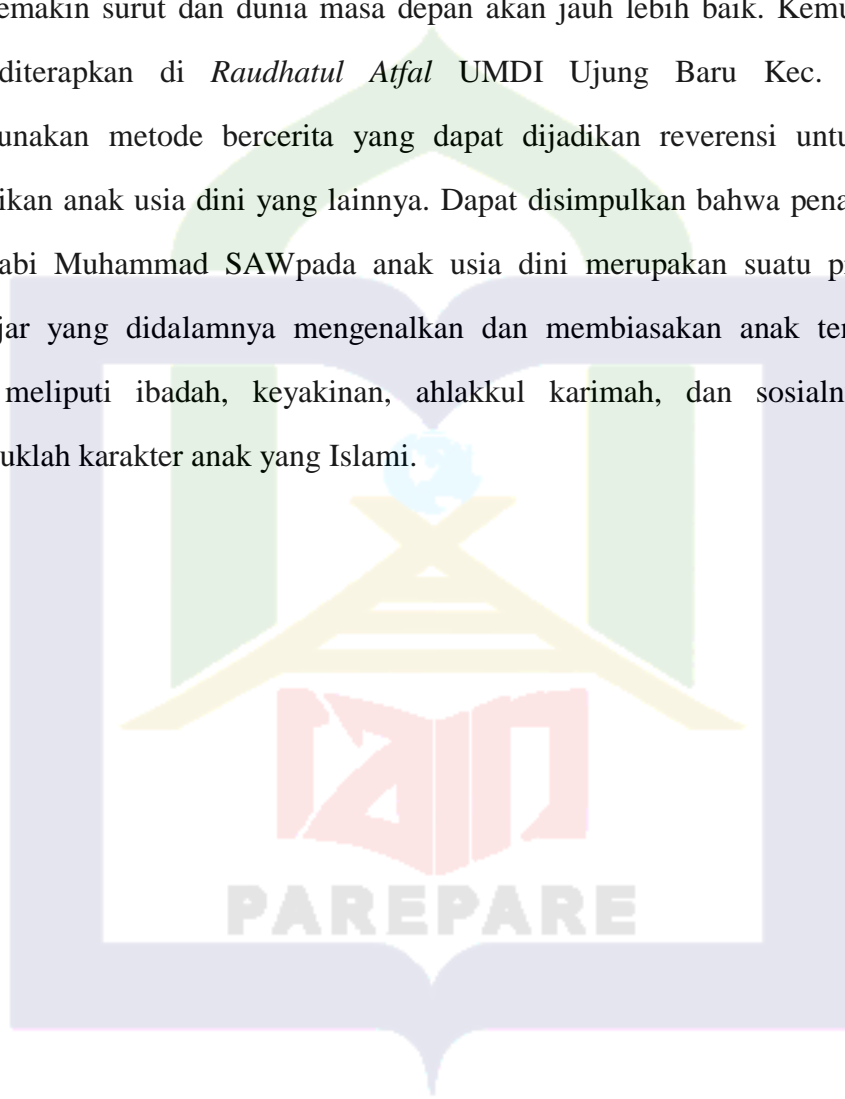 emakin surut dan dunia masa depan akan jauh lebih baik. Kemu
diterapkan di Raudhatul Atfal UMDI Ujung Baru Kec.
unakan metode bercerita yang dapat dijadikan reverensi untu
ikan anak usia dini yang lainnya. Dapat disimpulkan bahwa pena
abi Muhammad SAWpada anak usia dini merupakan suatu p
jar yang didalamnya mengenalkan dan membiasakan anak ter
meliputi ibadah, keyakinan, ahlakkul karimah, dan sosialn
uklah karakter anak yang Islami.
iain
PAREPARE